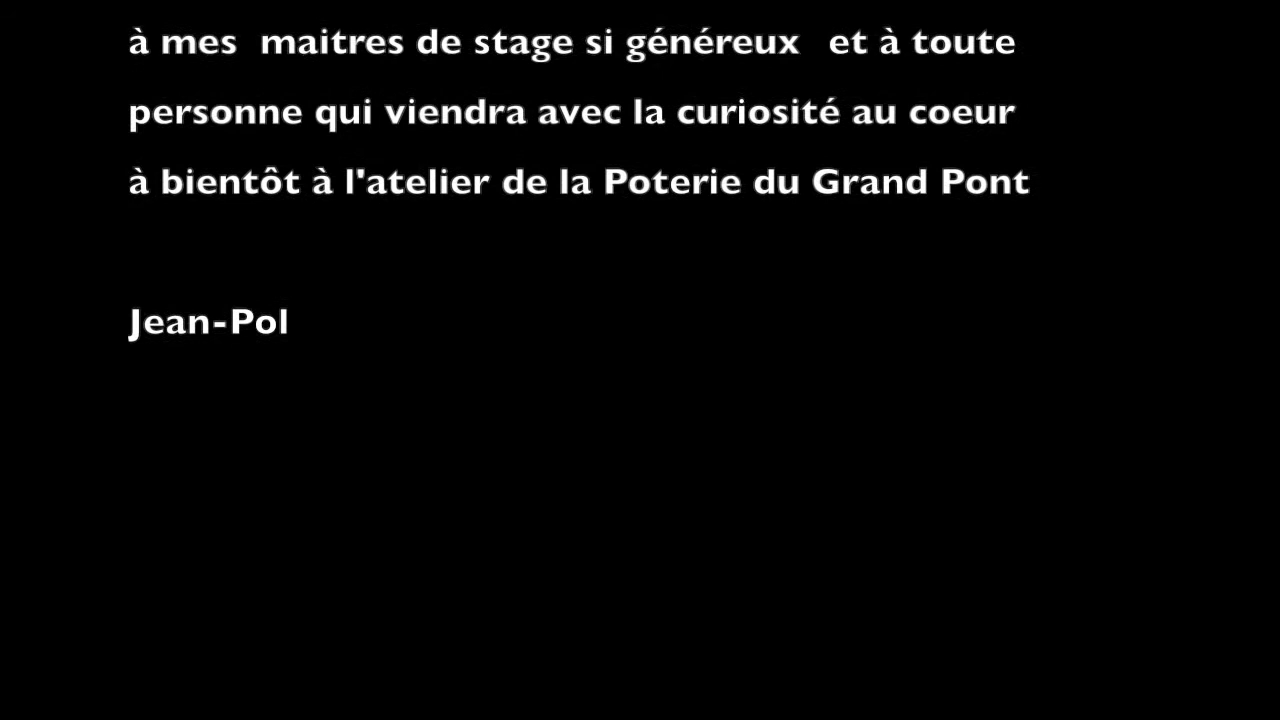 à mes  maitres de stage si généreux   et à toute
personne qui viendra avec la curiosité au coeur
à bientôt à l'atelier de la Poterie du Grand Pont
Jean-Pol